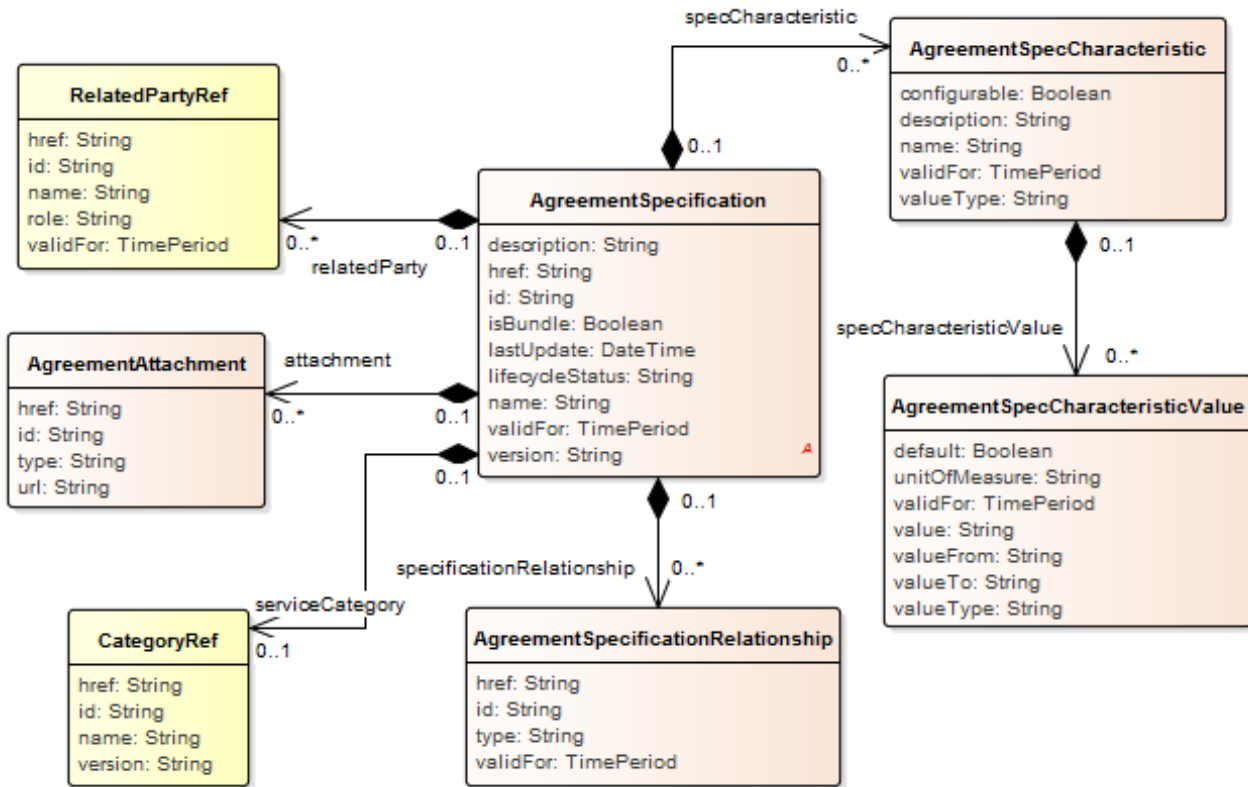 specCharacteristic
0..*
0..1
AgreementSpecCharacteristic
configurable: Boolean
description: String
name: String
validFor: TimePeriod
valueType: String
RelatedPartyRef
href: String
id: String
name: String
role: String
validFor: TimePeriod
0..*
0..1
relatedParty
AgreementSpecification
description: String
href: String
id: String
isBundle: Boolean
lastUpdate: DateTime
lifecycleStatus: String
name: String
validFor: TimePeriod
version: String
A
0..1
specCharacteristicValue
0..*
AgreementAttachment
href: String
id: String
type: String
url: String
attachment
0..*
0..1
0..1
0..1
AgreementSpecCharacteristicValue
default: Boolean
unitOfMeasure: String
validFor: TimePeriod
value: String
valueFrom: String
valueTo: String
valueType: String
specificationRelationship
0..*
serviceCategory
0..1
CategoryRef
href: String
id: String
name: String
version: String
AgreementSpecificationRelationship
href: String
id: String
type: String
validFor: TimePeriod